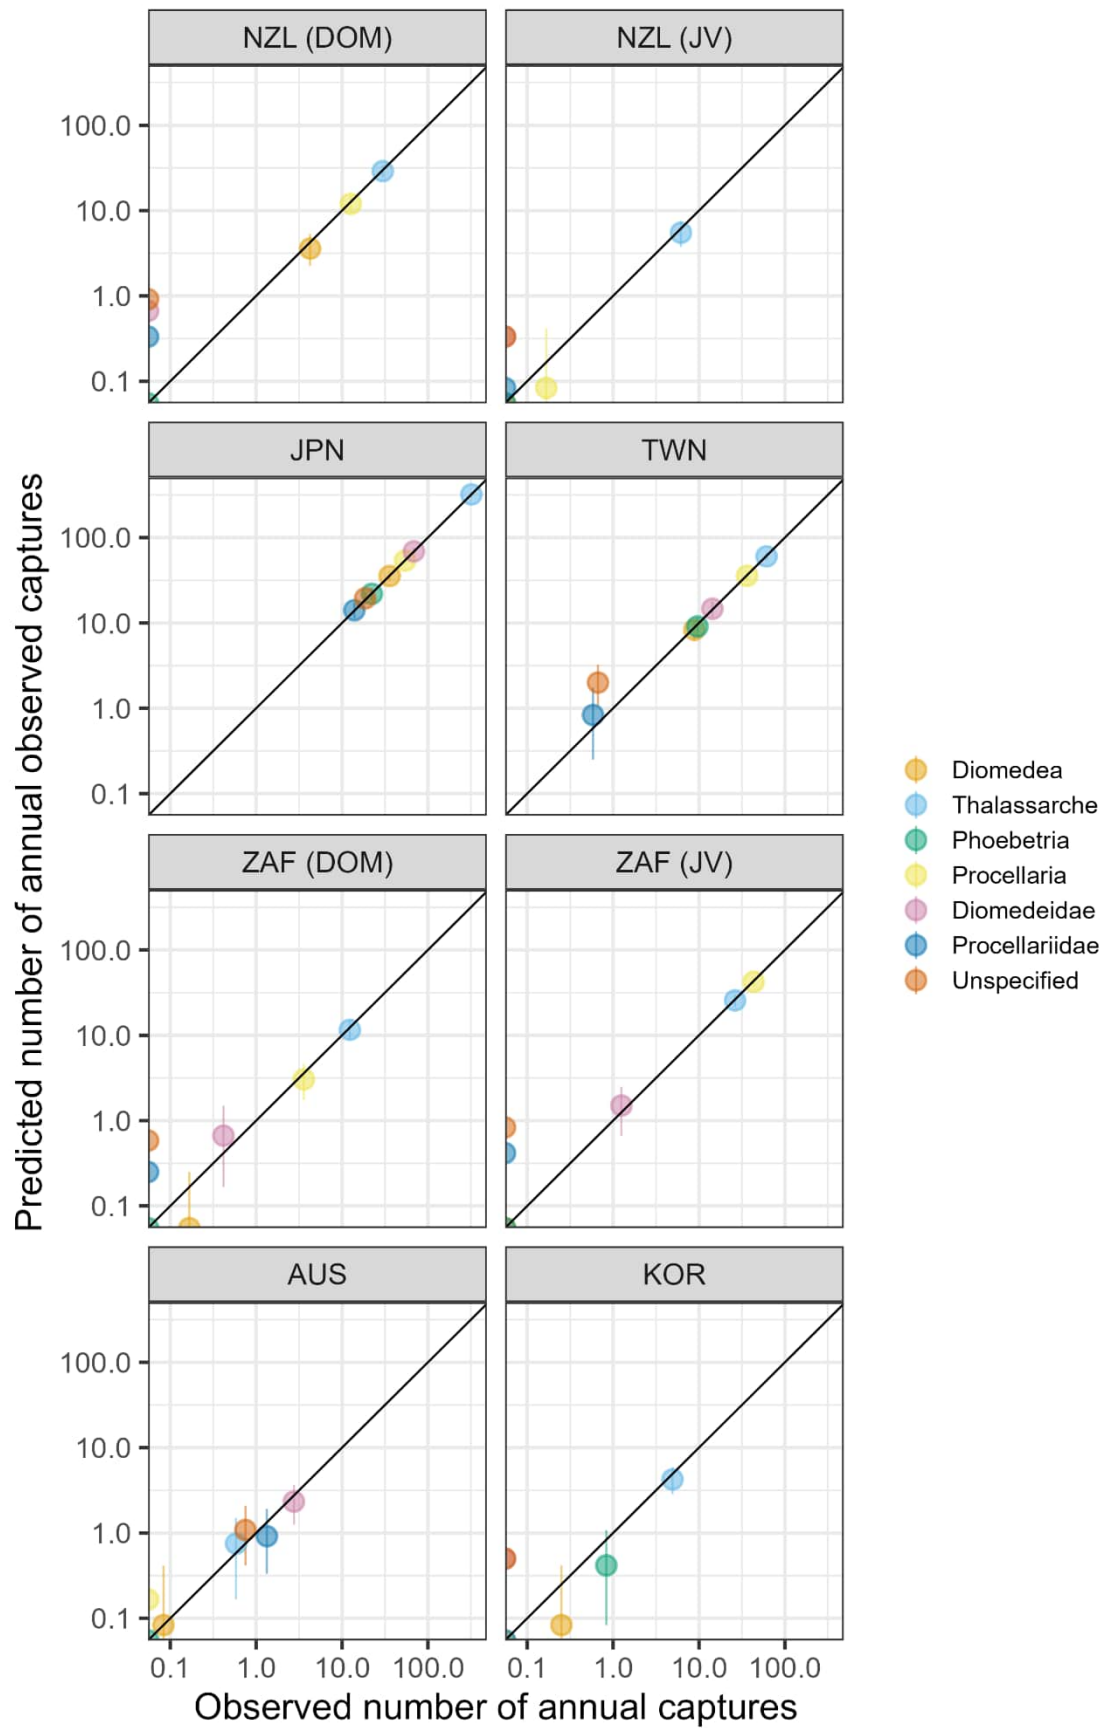 NZL (DOM)
NZL (JV)
100.0
10.0
1.0
0.1
JPN
TWN
100.0
10.0
1.0
0.1
ZAF (DOM)
ZAF (JV)
100.0
10.0
1.0
0.1
AUS
KOR
100.0
10.0
1.0
0.1
0.1 1.0 10.0 100.0
0.1 1.0 10.0 100.0
Observed number of annual captures
Predicted number of annual observed captures
Diomedea
Thalassarche
Phoebetria
Procellaria
Diomedeidae
Procellariidae
Unspecified